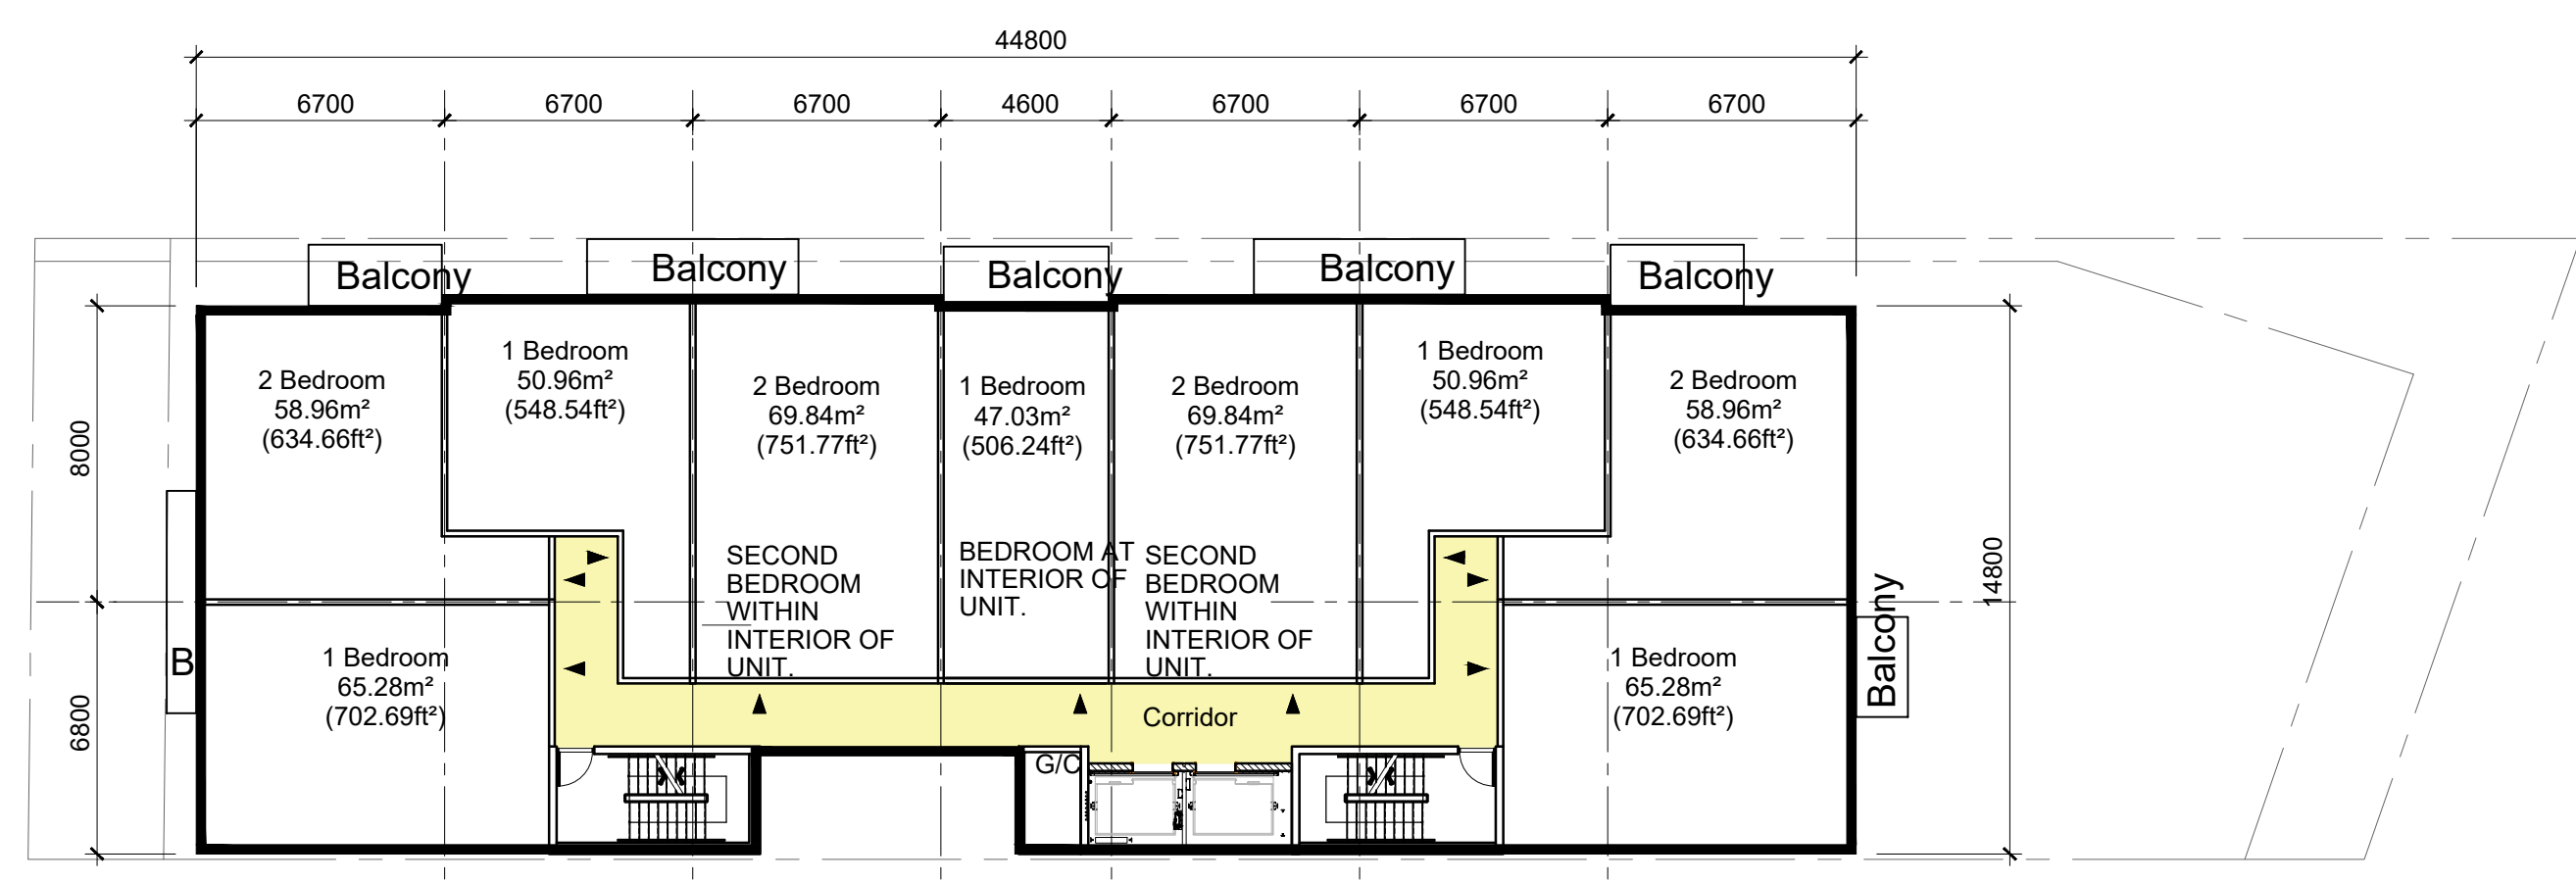 44800
6700
6700
6700
4600
6700
6700
6700
Balcony
Balcony
Balcony
Balcony
Balcony
8000
6800
14800
2 Bedroom
58.96m²
(634.66ft²)
1 Bedroom
50.96m²
(548.54ft²)
2 Bedroom
69.84m²
(751.77ft²)
1 Bedroom
47.03m²
(506.24ft²)
2 Bedroom
69.84m²
(751.77ft²)
1 Bedroom
50.96m²
(548.54ft²)
2 Bedroom
58.96m²
(634.66ft²)
SECOND
BEDROOM
WITHIN
INTERIOR OF
UNIT.
BEDROOM AT
INTERIOR OF
UNIT.
SECOND
BEDROOM
WITHIN
INTERIOR OF
UNIT.
B
1 Bedroom
65.28m²
(702.69ft²)
1 Bedroom
65.28m²
(702.69ft²)
Balcony
Corridor
G/C